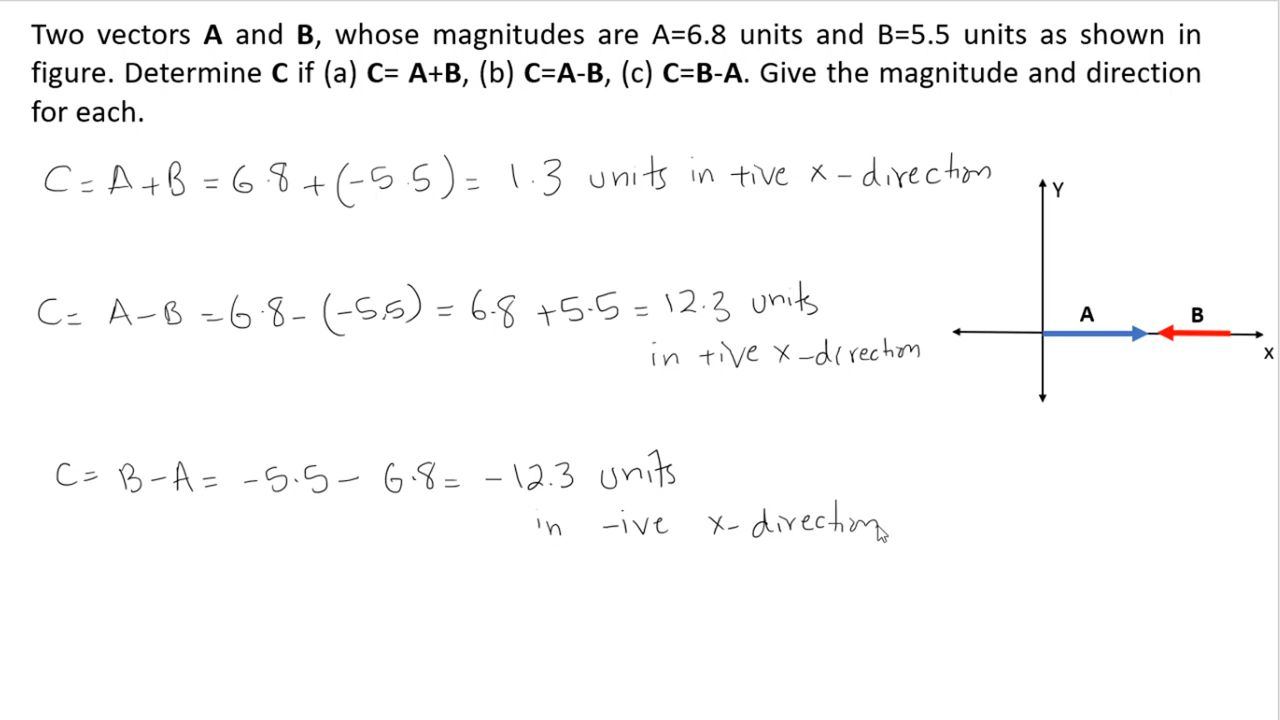 Two vectors A and B, whose magnitudes are A=6.8 units and B=5.5 units as shown in
figure. Determine C if (a) C= A+B, (b) C=A-B, (c) C=B-A. Give the magnitude and direction
for each.
C = A + B = 6.8 + (-5.5) = 1.3 units in +ive x-direction
Y
C = A - B = 6.8 - (-5.5) = 6.8 + 5.5 = 12.3 units
in +ive x-direction
A
B
X
C = B - A = -5.5 - 6.8 = -12.3 units
in -ive x-direction